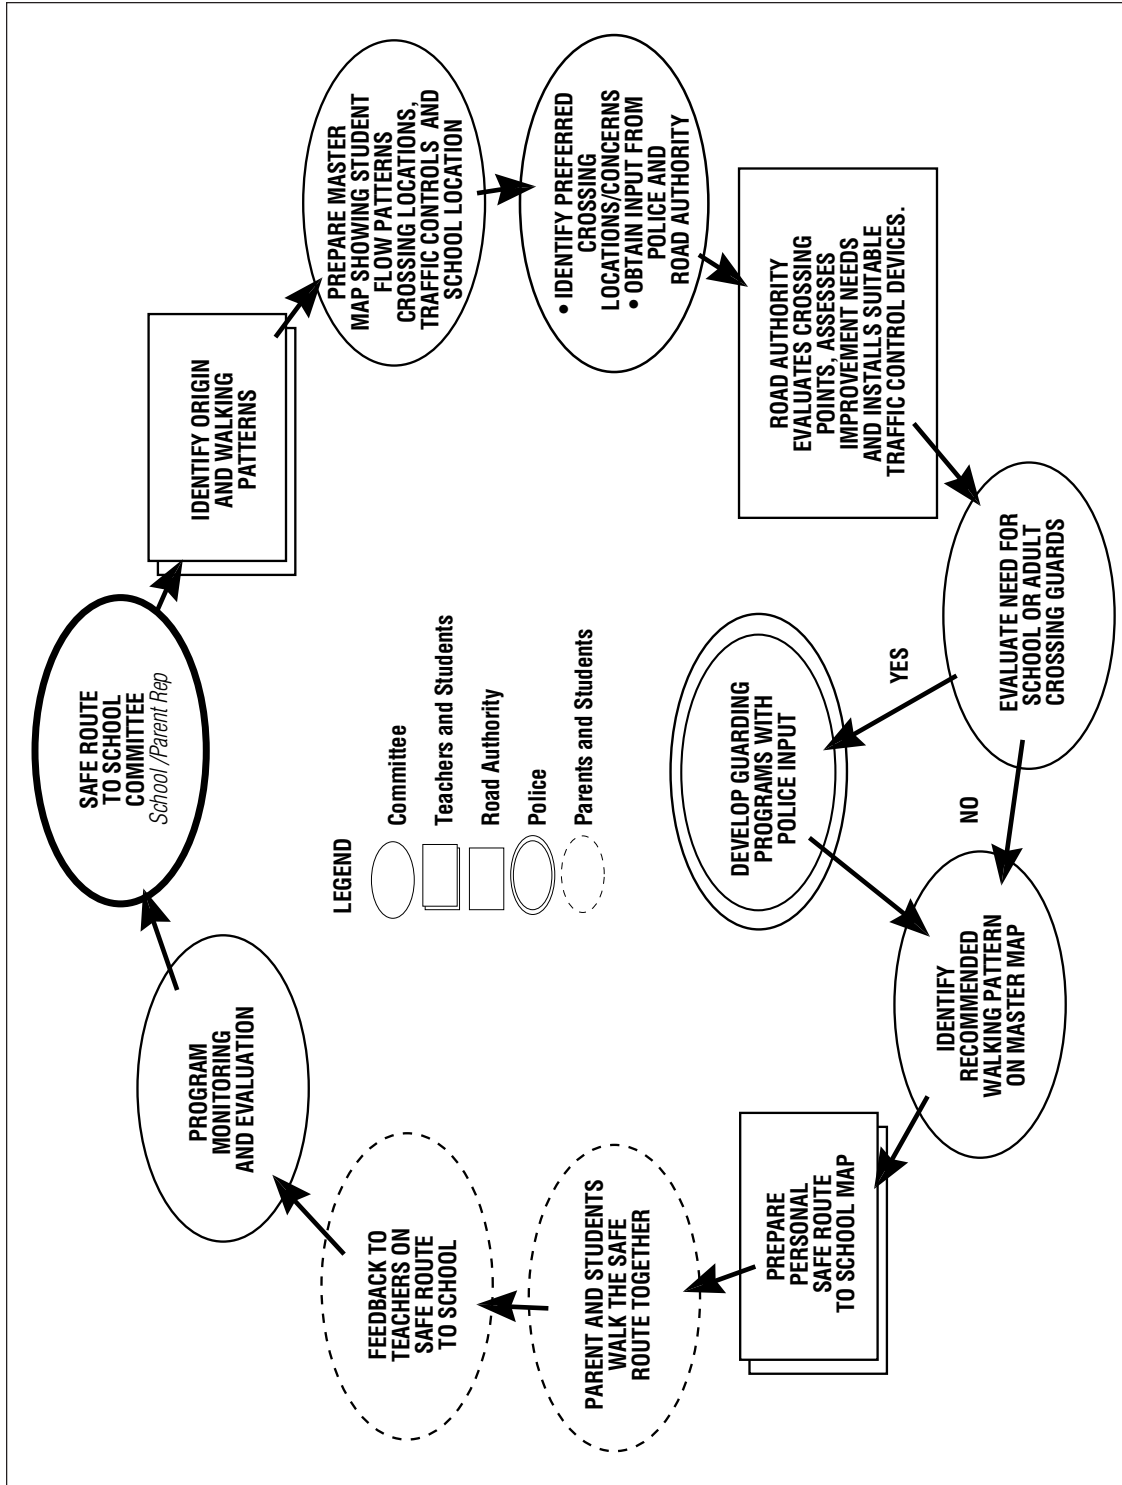 SAFE ROUTE
TO SCHOOL
COMMITTEE
School /Parent Rep
IDENTIFY ORIGIN
AND WALKING
PATTERNS
PREPARE MASTER
MAP SHOWING STUDENT
FLOW PATTERNS
CROSSING LOCATIONS,
TRAFFIC CONTROLS AND
SCHOOL LOCATION
• IDENTIFY PREFERRED
CROSSING
LOCATIONS/CONCERNS
• OBTAIN INPUT FROM
POLICE AND
ROAD AUTHORITY
ROAD AUTHORITY
EVALUATES CROSSING
POINTS, ASSESSES
IMPROVEMENT NEEDS
AND INSTALLS SUITABLE
TRAFFIC CONTROL DEVICES.
EVALUATE NEED FOR
SCHOOL OR ADULT
CROSSING GUARDS
YES
NO
DEVELOP GUARDING
PROGRAMS WITH
POLICE INPUT
IDENTIFY
RECOMMENDED
WALKING PATTERN
ON MASTER MAP
PREPARE
PERSONAL
SAFE ROUTE
TO SCHOOL MAP
PARENT AND STUDENTS
WALK THE SAFE
ROUTE TOGETHER
FEEDBACK TO
TEACHERS ON
SAFE ROUTE
TO SCHOOL
PROGRAM
MONITORING
AND EVALUATION
LEGEND
Committee
Teachers and Students
Road Authority
Police
Parents and Students